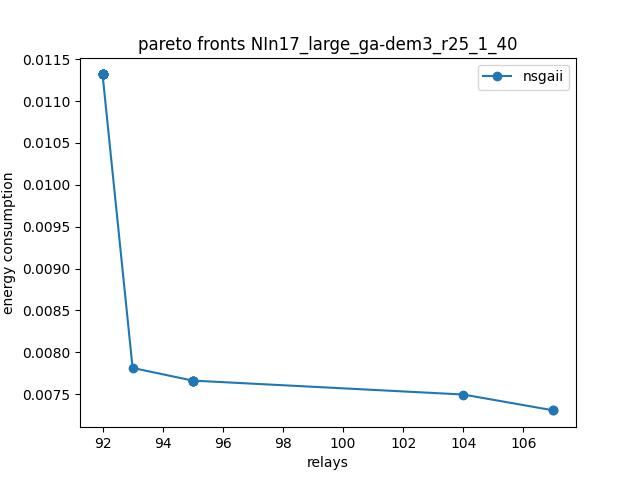 pareto fronts NIn17_large_ga-dem3_r25_1_40
nsgaii
0.0115
0.0110
0.0105
0.0100
0.0095
0.0090
0.0085
0.0080
0.0075
energy consumption
92 94 96 98 100 102 104 106
relays